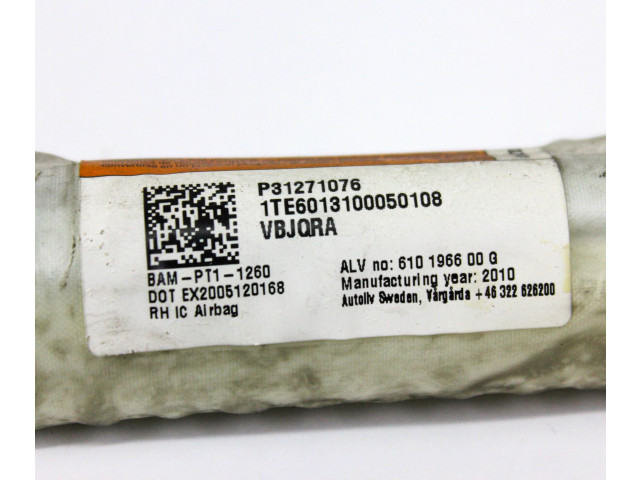 P31271076
1TE6013100050108
VBJQRA
BAM-PT1-1260
DOT EX2005120168
RH IC Airbag
ALV no: 610 1966 00 G
Manufacturing year: 2010
Autoliv Sweden, Vårgårda +46 322 626200